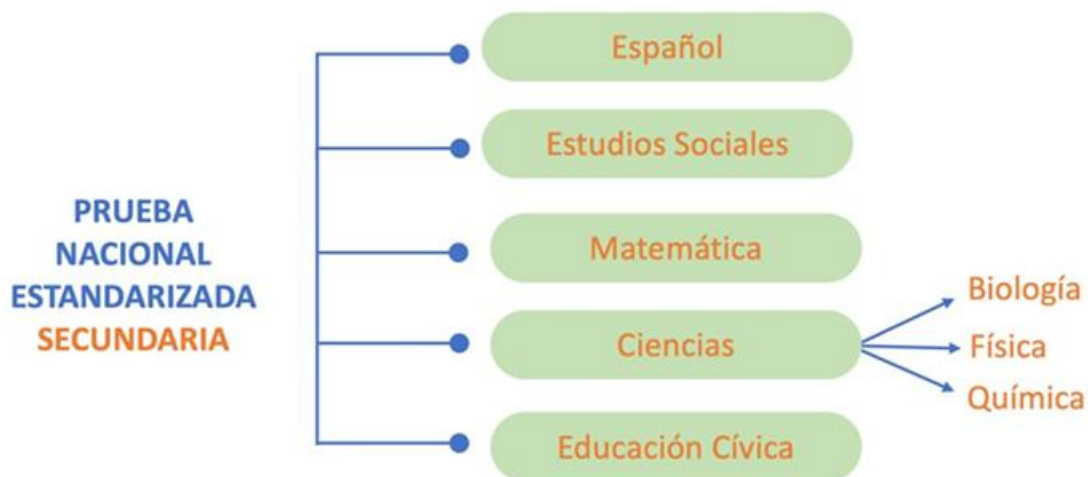 PRUEBA
NACIONAL
ESTANDARIZADA
SECUNDARIA
Español
Estudios Sociales
Matemática
Ciencias
Biología
Física
Química
Educación Cívica